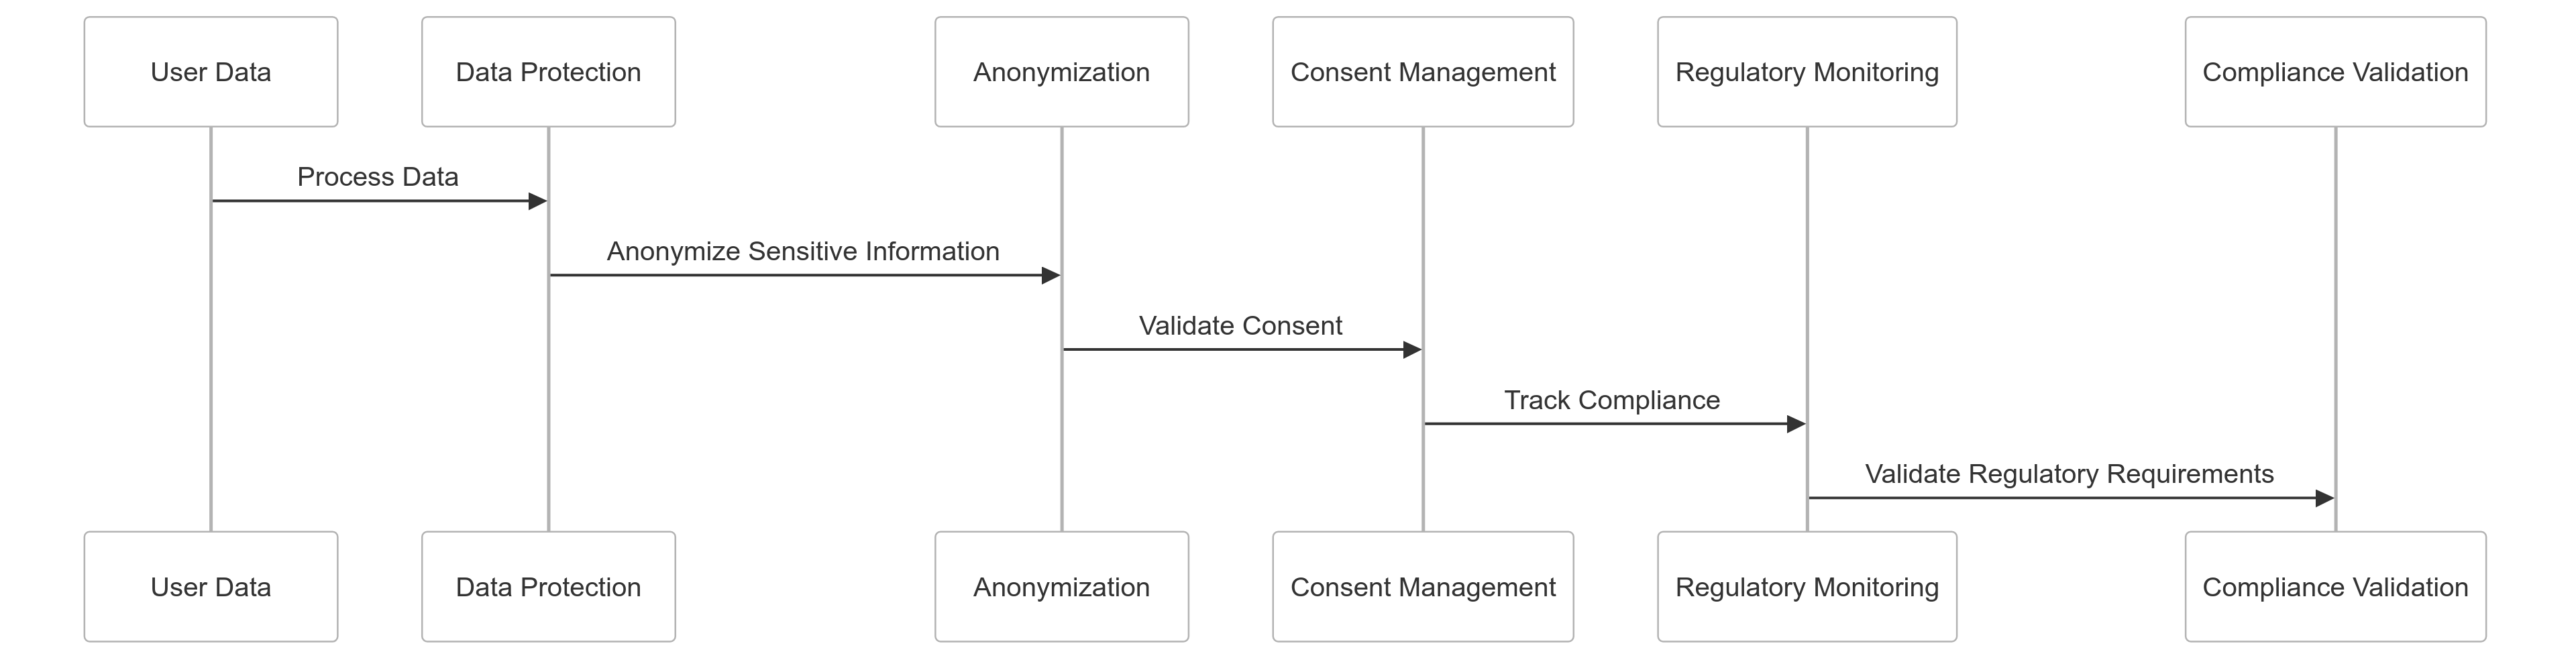 User Data
Data Protection
Anonymization
Consent Management
Regulatory Monitoring
Compliance Validation
Process Data
Anonymize Sensitive Information
Validate Consent
Track Compliance
Validate Regulatory Requirements
User Data
Data Protection
Anonymization
Consent Management
Regulatory Monitoring
Compliance Validation